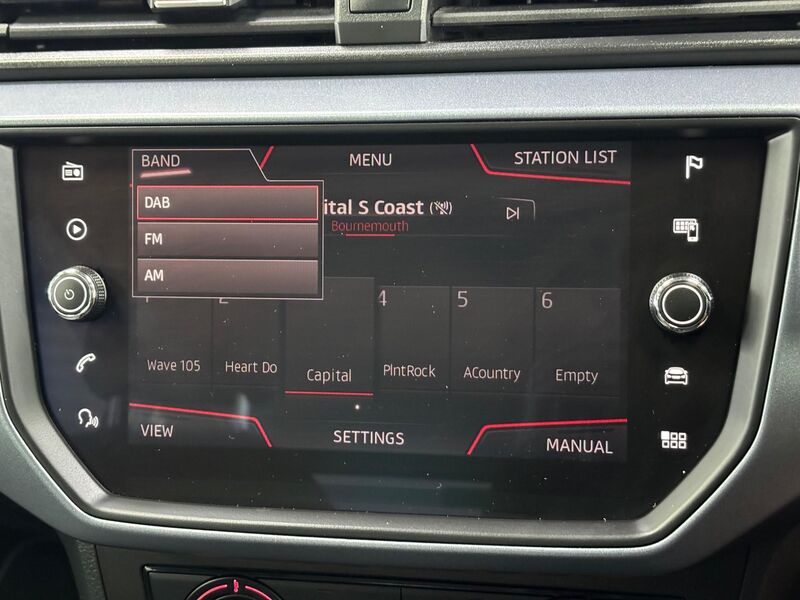 BAND
MENU
STATION LIST
DAB
FM
AM
ital S Coast
Bournemouth
4
5
6
Wave 105
Heart Do
Capital
PlntRock
ACountry
Empty
VIEW
SETTINGS
MANUAL